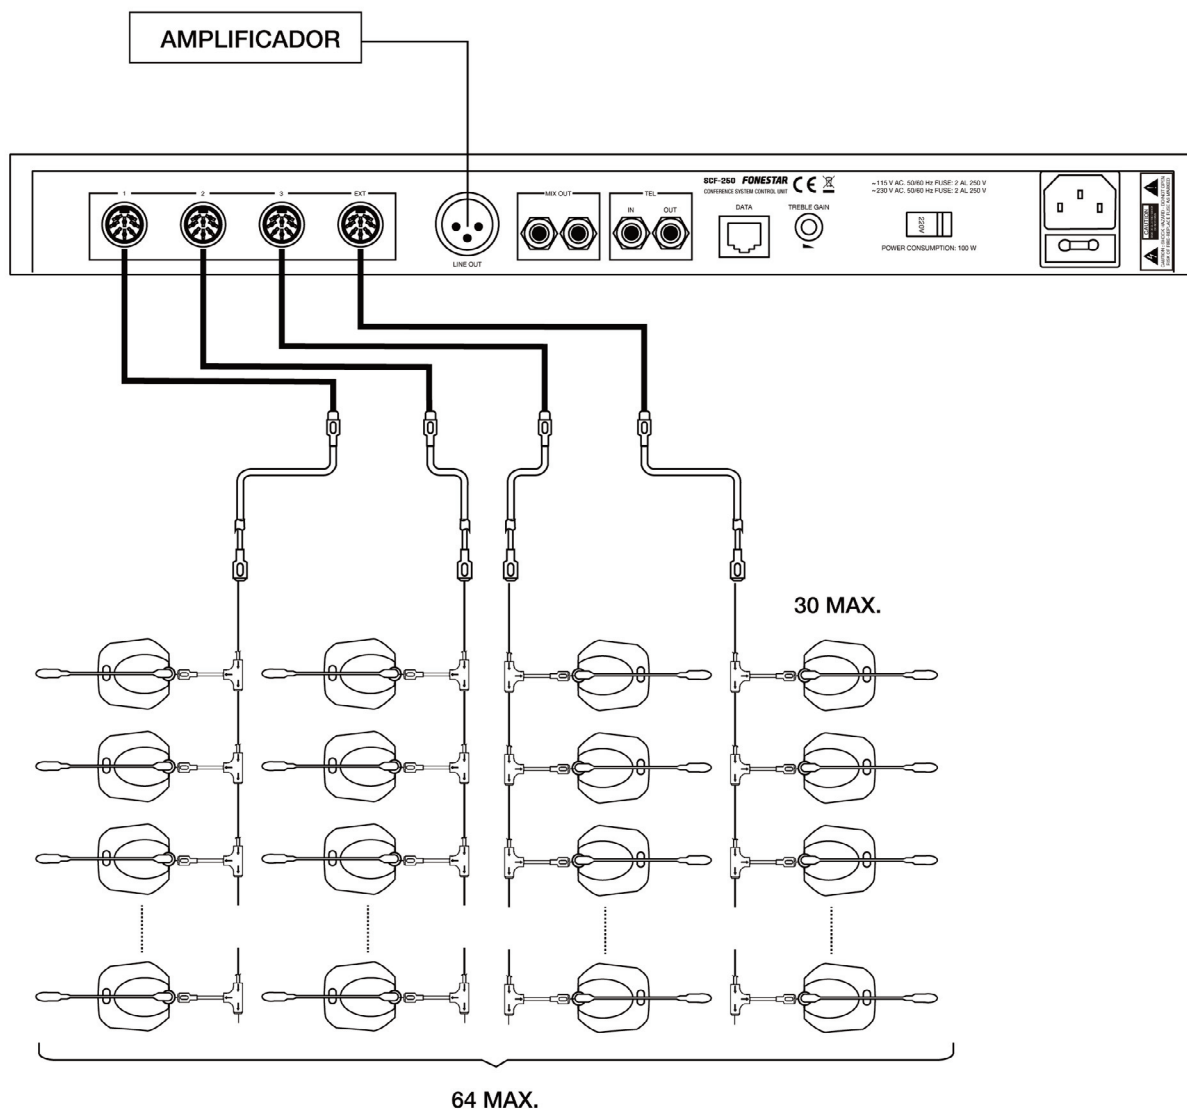 AMPLIFICADOR
1 2 3 EXT
LINE OUT
MIX OUT
TEL
IN OUT
SCF-250 FONESTAR CE
CONFERENCE SYSTEM CONTROL UNIT
DATA
TREBLE GAIN
~115 V AC. 50/60 Hz FUSE: 2 AL 250 V
~230 V AC. 50/60 Hz FUSE: 2 AL 250 V
220V
POWER CONSUMPTION: 100 W
CAUTION
30 MAX.
64 MAX.